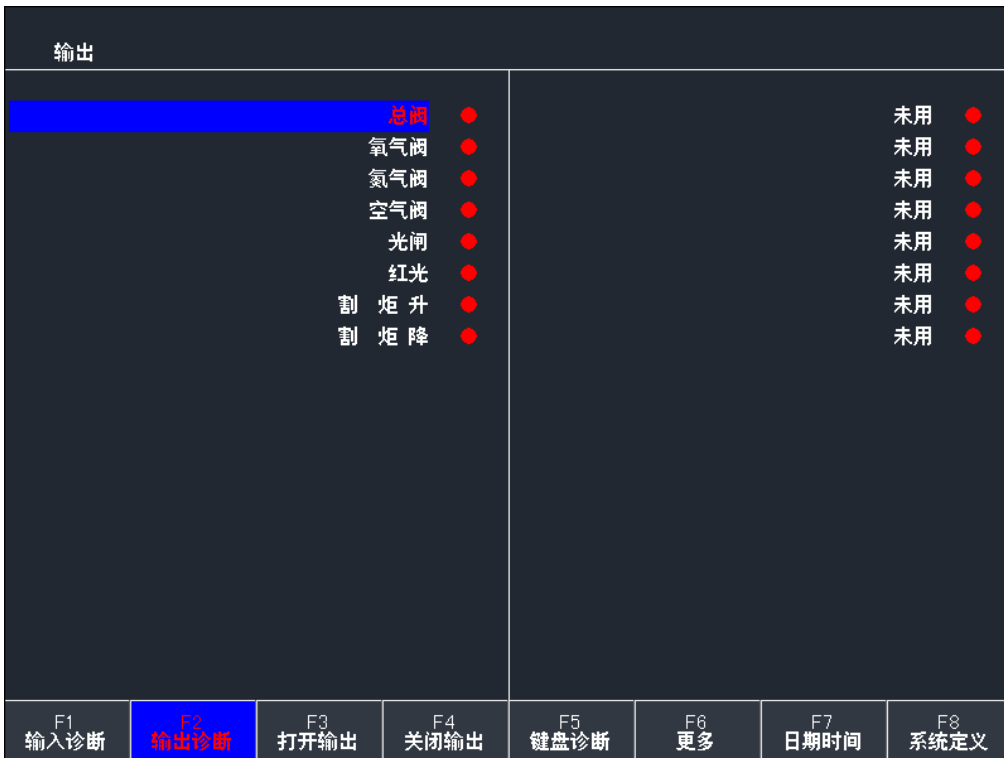 输出
总阀
氧气阀
氮气阀
空气阀
光闸
红光
割 炬 升
割 炬 降
未用
未用
未用
未用
未用
未用
未用
未用
F1
输入诊断
F2
输出诊断
F3
打开输出
F4
关闭输出
F5
键盘诊断
F6
更多
F7
日期时间
F8
系统定义